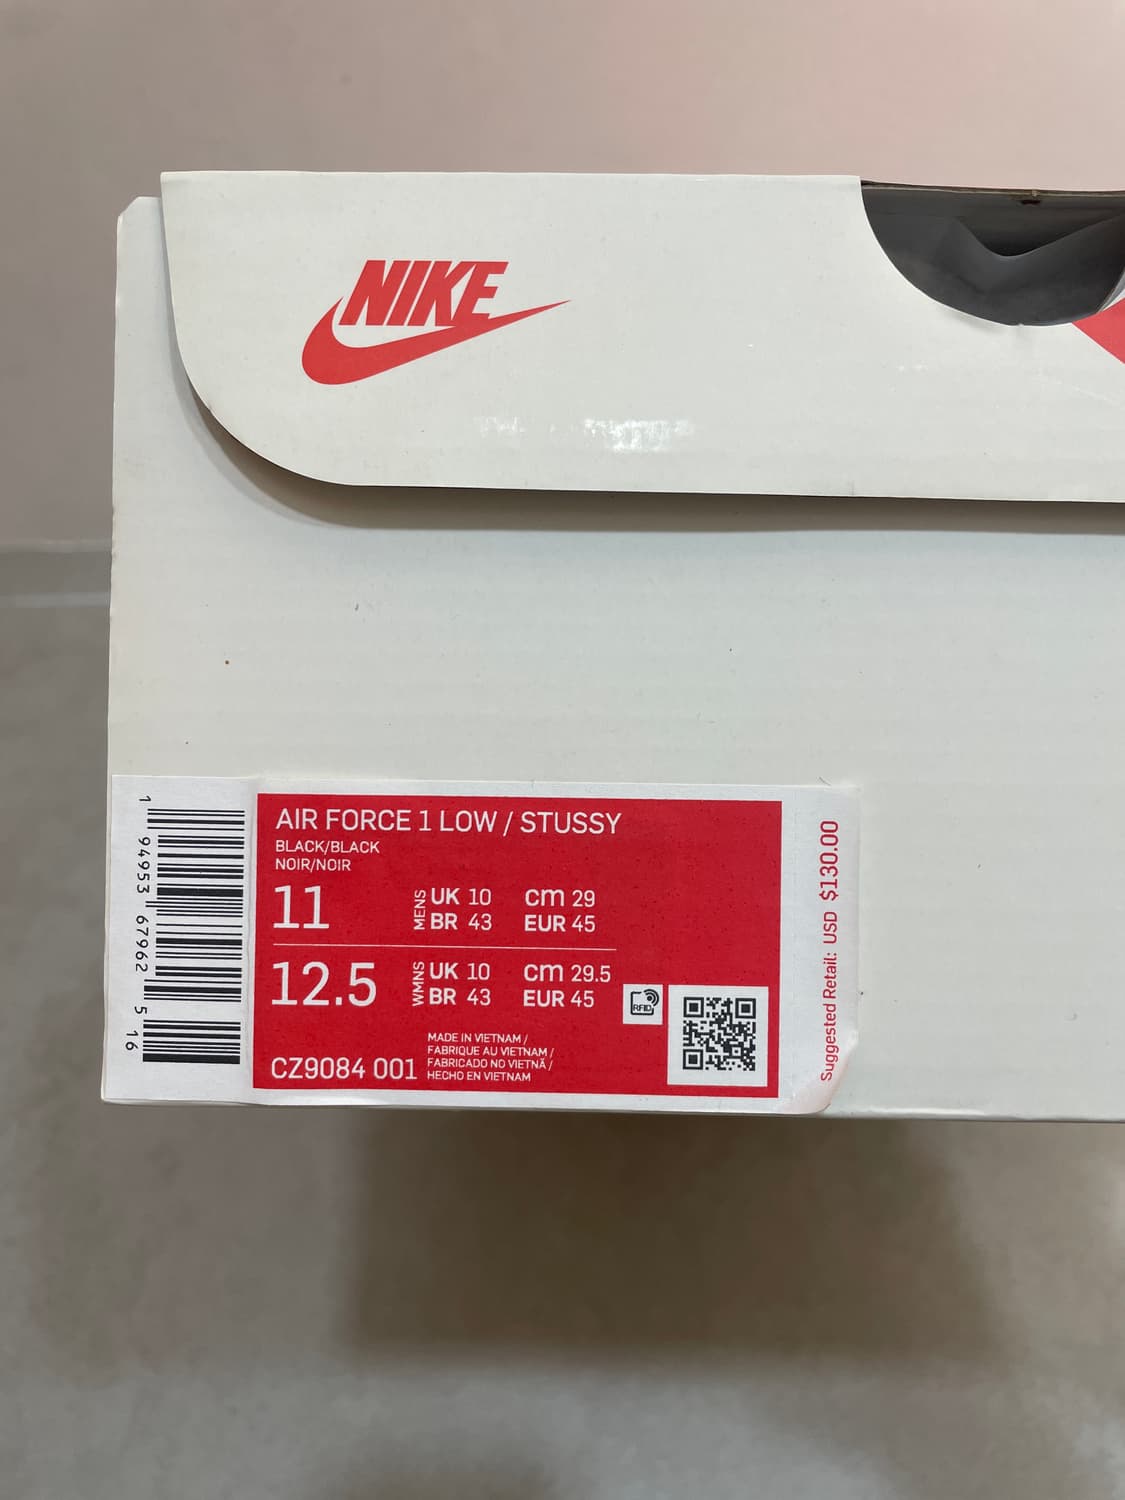 NIKE
AIR FORCE 1 LOW / STUSSY
BLACK/BLACK
NOIR/NOIR
11 MENS UK 10 cm 29
BR 43 EUR 45
12.5 WMNS UK 10 cm 29.5
BR 43 EUR 45
RFID
CZ9084 001
MADE IN VIETNAM /
FABRIQUE AU VIETNAM /
FABRICADO NO VIETNÃ /
HECHO EN VIETNAM
1 94953 67962 5 16
Suggested Retail: USD $130.00